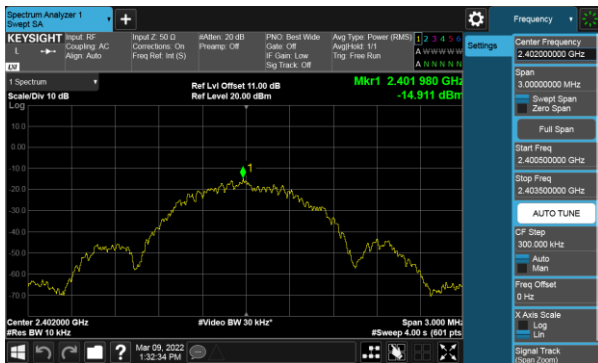 Spectrum Analyzer 1
Swept SA
+
Frequency
KEYSIGHT
L
LXI
Input: RF
Coupling: AC
Align: Auto
Input Z: 50 Ω
Corrections: On
Freq Ref: Int (S)
#Atten: 20 dB
Preamp: Off
PNO: Best Wide
Gate: Off
IF Gain: Low
Sig Track: Off
Avg Type: Power (RMS)
Avg|Hold: 1/1
Trig: Free Run
1 2 3 4 5 6
A W W W W W
A N N N N N
1 Spectrum
Scale/Div 10 dB
Log
Ref Lvl Offset 11.00 dB
Ref Level 20.00 dBm
Mkr1 2.401 980 GHz
-14.911 dBm
10.0
0.00
-10.0
-20.0
-30.0
-40.0
-50.0
-60.0
-70.0
1
Center 2.402000 GHz
#Res BW 10 kHz
#Video BW 30 kHz*
Span 3.000 MHz
#Sweep 4.00 s (601 pts)
Mar 09, 2022
1:32:34 PM
?
Settings
Center Frequency
2.402000000 GHz
Span
3.00000000 MHz
Swept Span
Zero Span
Full Span
Start Freq
2.400500000 GHz
Stop Freq
2.403500000 GHz
AUTO TUNE
CF Step
300.000 kHz
Auto
Man
Freq Offset
0 Hz
X Axis Scale
Log
Lin
Signal Track
(Span Zoom)